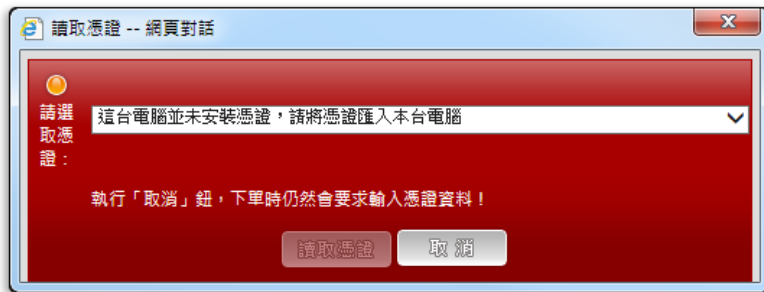 讀取憑證 -- 網頁對話
請選
取憑
證：
這台電腦並未安裝憑證，請將憑證匯入本台電腦
執行「取消」鈕，下單時仍然會要求輸入憑證資料！
讀取憑證
取 消